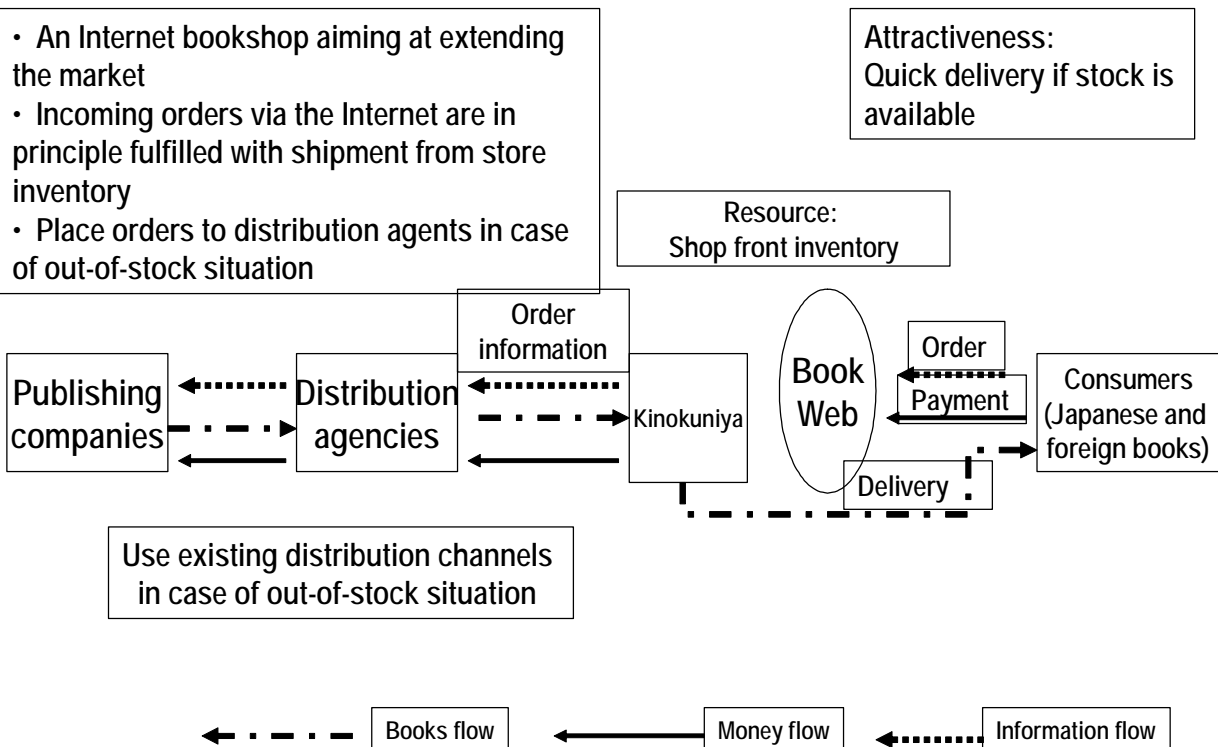 ・ An Internet bookshop aiming at extending
the market
・ Incoming orders via the Internet are in
principle fulfilled with shipment from store
inventory
・ Place orders to distribution agents in case
of out-of-stock situation
Attractiveness:
Quick delivery if stock is
available
Resource:
Shop front inventory
Order
information
Publishing
companies
Distribution
agencies
Kinokuniya
Book
Web
Order
Payment
Delivery
Consumers
(Japanese and
foreign books)
Use existing distribution channels
in case of out-of-stock situation
Books flow
Money flow
Information flow